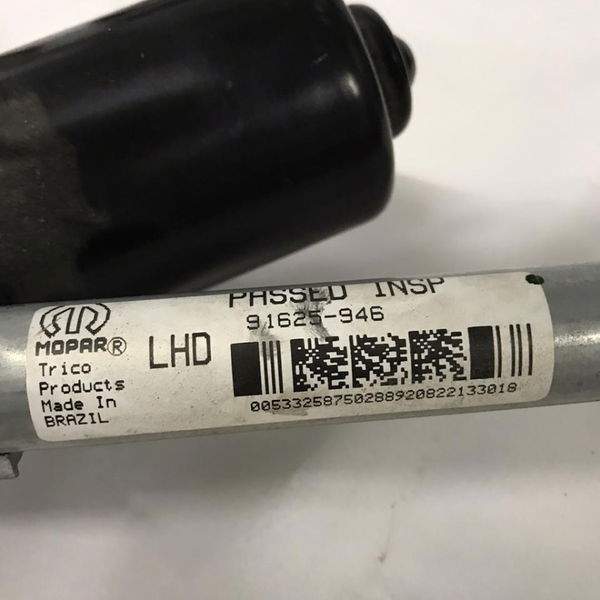 PASSED INSP
91625-946
MOPAR®
LHD
Trico
Products
Made In
BRAZIL
00533258750288920822133018